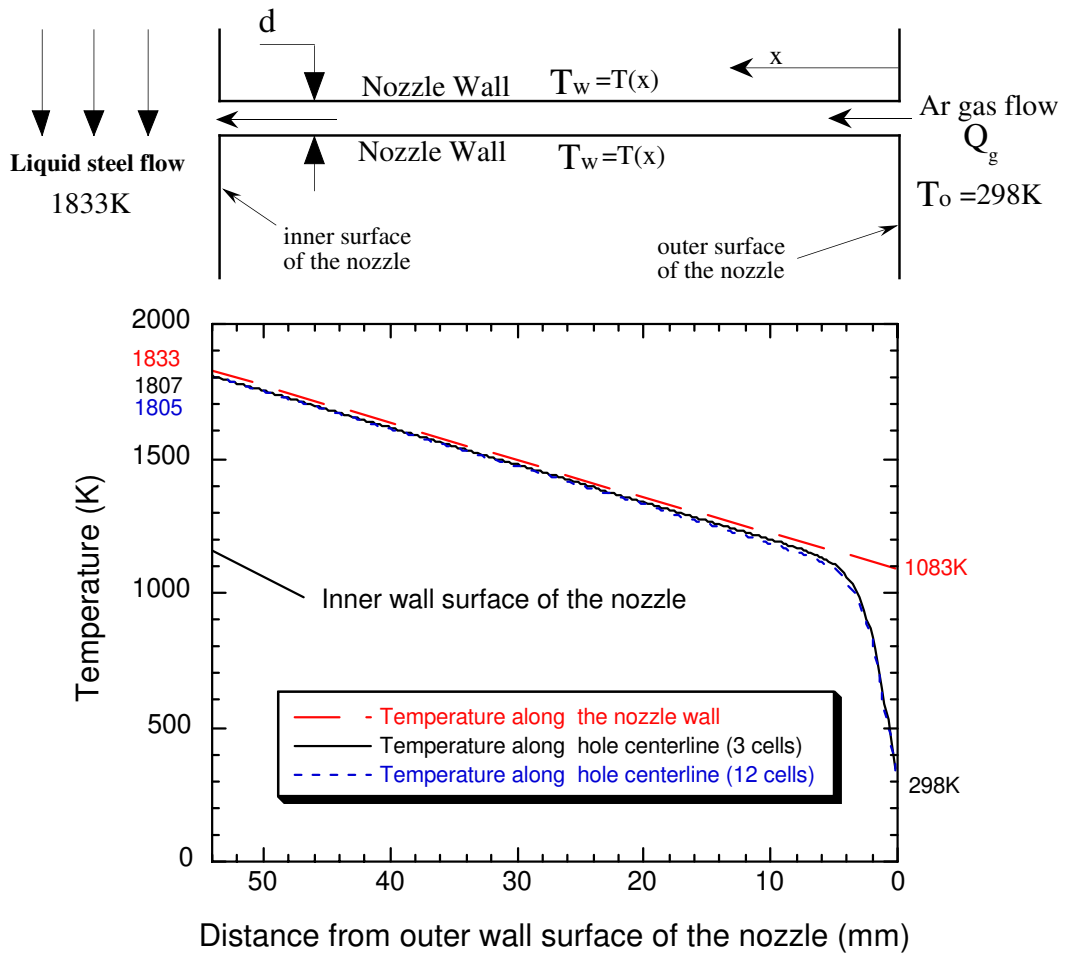 d
x
Nozzle Wall
Tw =T(x)
Ar gas flow
Qg
Nozzle Wall
Tw =T(x)
Liquid steel flow
1833K
To =298K
inner surface
of the nozzle
outer surface
of the nozzle
2000
1833
1807
1805
1500
1000
500
0
Temperature (K)
1083K
298K
Inner wall surface of the nozzle
Temperature along the nozzle wall
Temperature along hole centerline (3 cells)
Temperature along hole centerline (12 cells)
50 40 30 20 10 0
Distance from outer wall surface of the nozzle (mm)